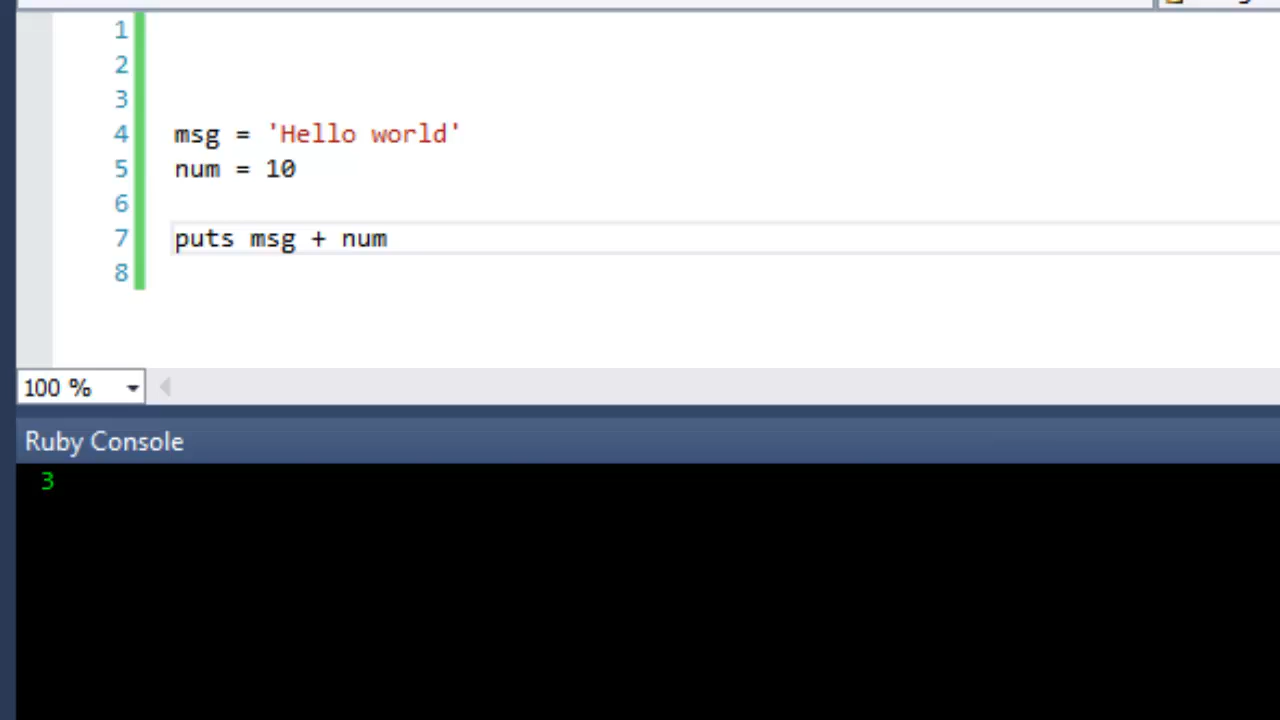 1
2
3
4 msg = 'Hello world'
5 num = 10
6
7 puts msg + num
8
100 %
Ruby Console
3